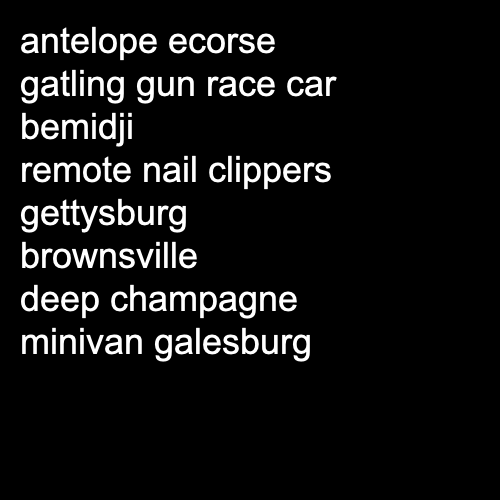 antelope ecorse
gatling gun race car
bemidji
remote nail clippers
gettysburg
brownsville
deep champagne
minivan galesburg